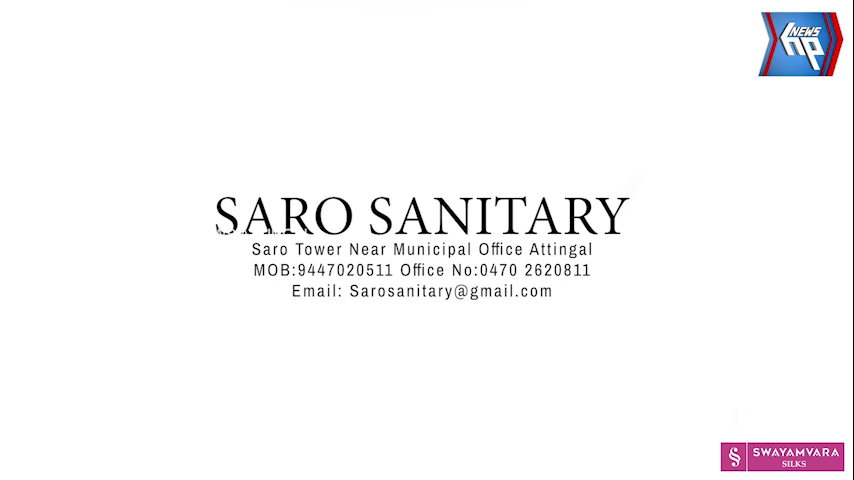 NEWS
np
SARO SANITARY
Saro Tower Near Municipal Office Attingal
MOB:9447020511 Office No:0470 2620811
Email: Sarosanitary@gmail.com
SWAYAMVARA
SILKS